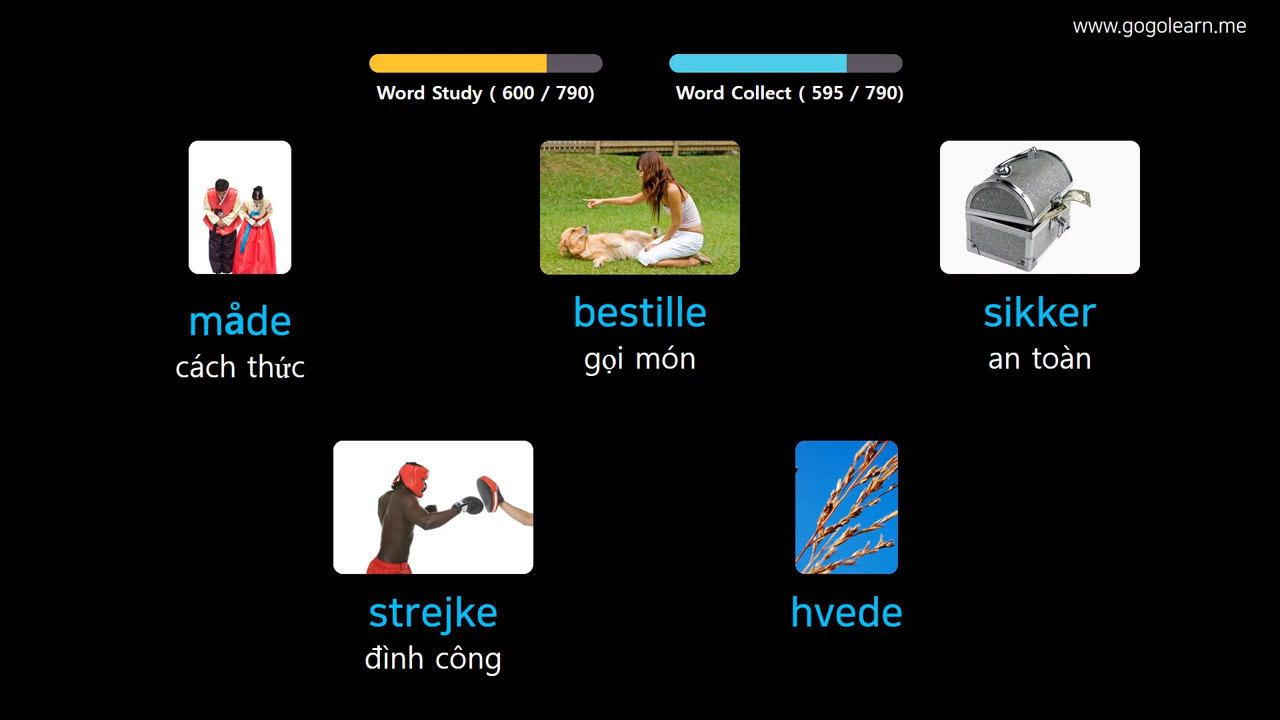 www.gogolearn.me
Word Study ( 600 / 790)
Word Collect ( 595 / 790)
måde
cách thức
bestille
gọi món
sikker
an toàn
strejke
đình công
hvede